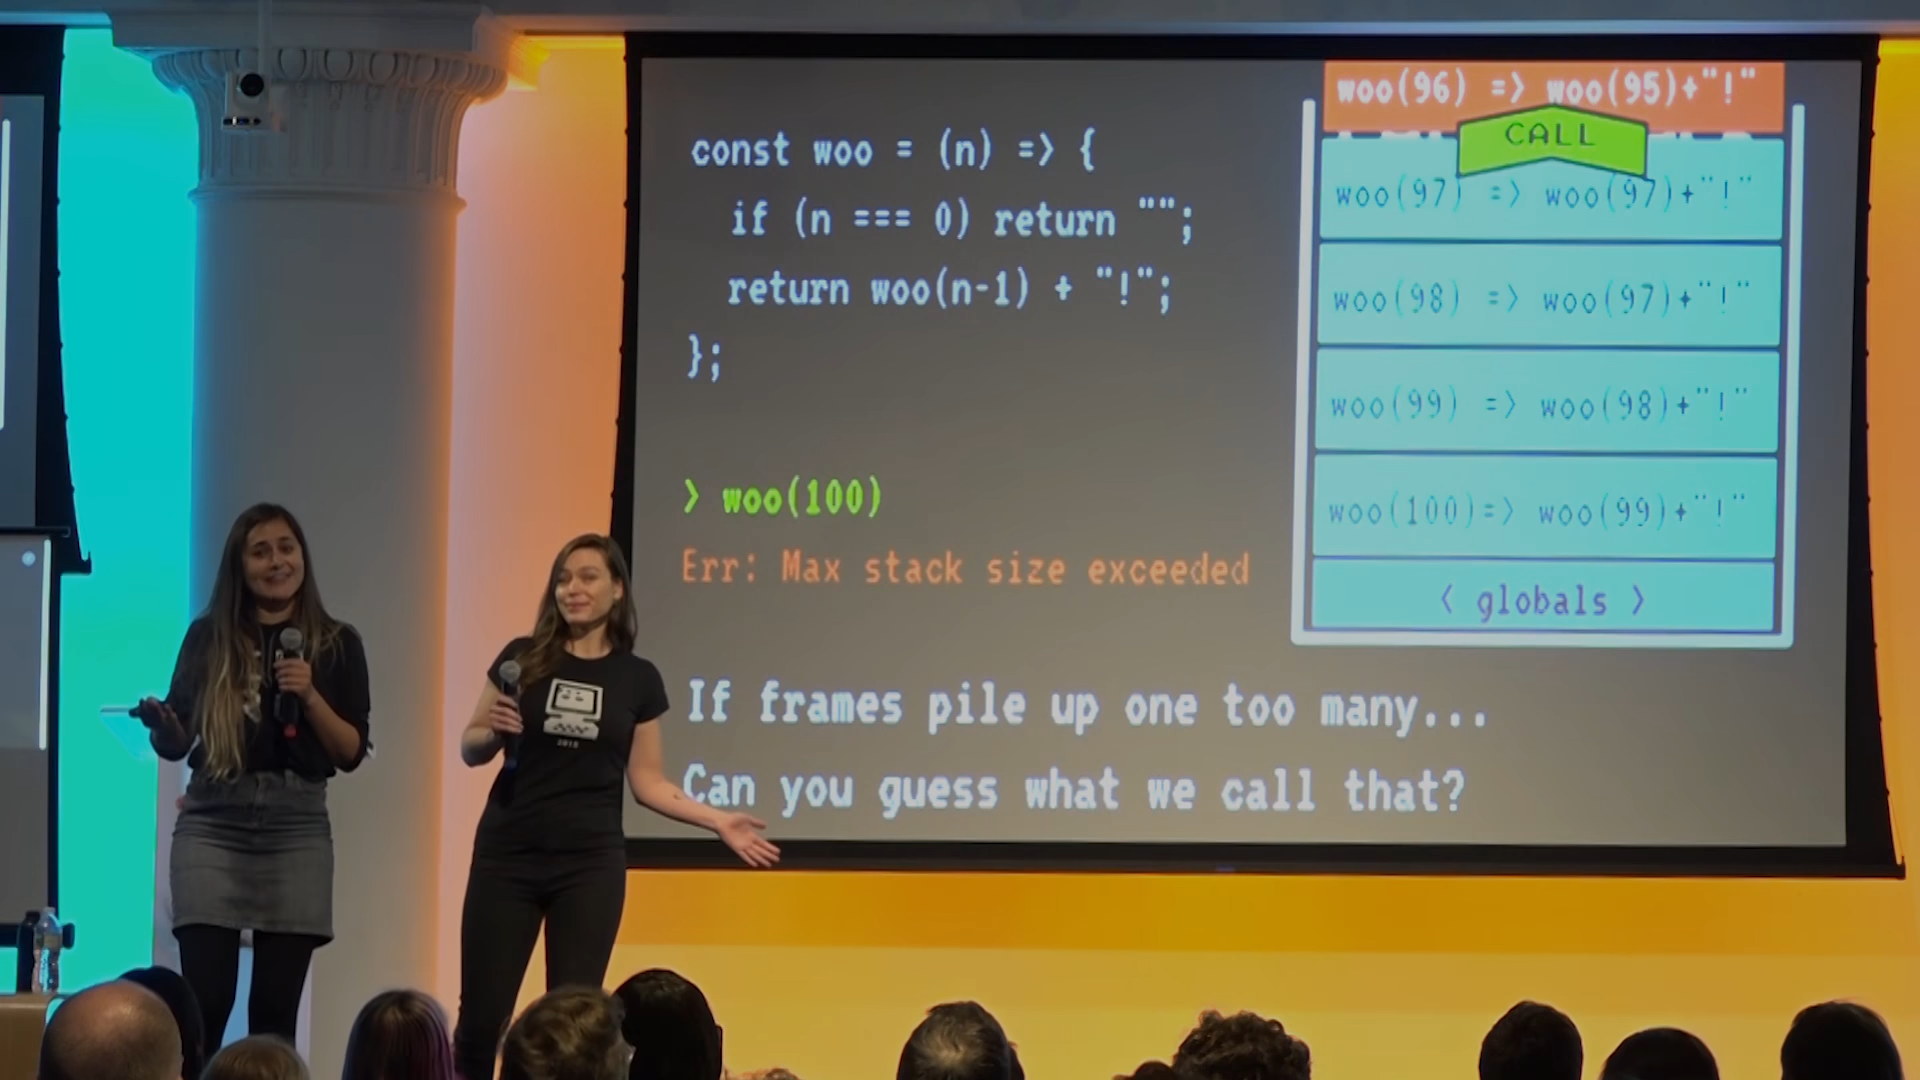 const woo = (n) => {
if (n === 0) return "";
return woo(n-1) + "!";
};
> woo(100)
Err: Max stack size exceeded
If frames pile up one too many...
Can you guess what we call that?
woo(96) => woo(95)+"!"
CALL
woo(97) => woo(97)+"!"
woo(98) => woo(97)+"!"
woo(99) => woo(98)+"!"
woo(100)=> woo(99)+"!"
< globals >